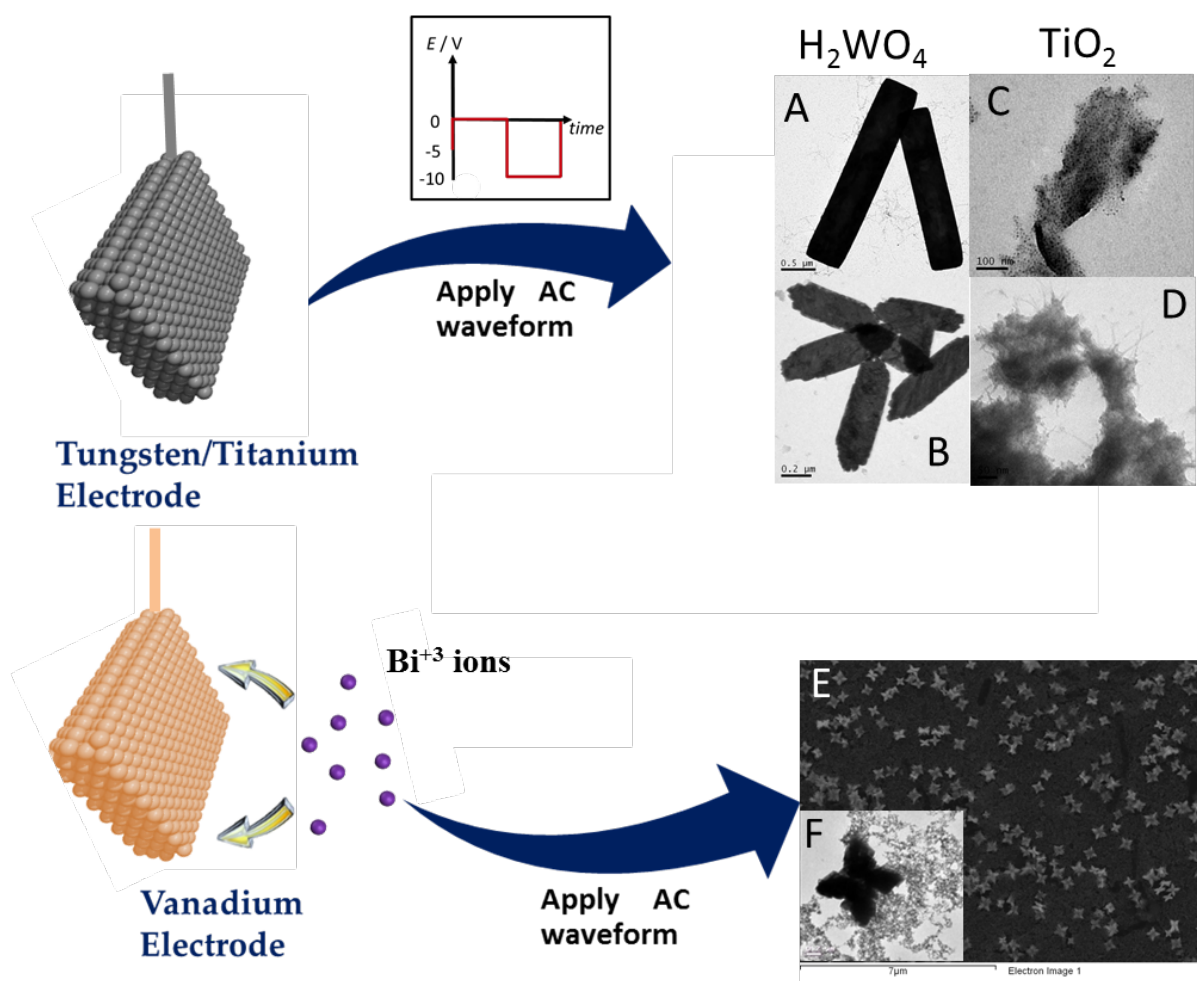 H₂WO₄
TiO₂
E / V
0
-5
-10
time
Apply AC
waveform
A
0.5 µm
B
0.2 µm
C
100 nm
D
Tungsten/Titanium
Electrode
Bi⁺³ ions
Vanadium
Electrode
Apply AC
waveform
E
F
7µm
Electron Image 1